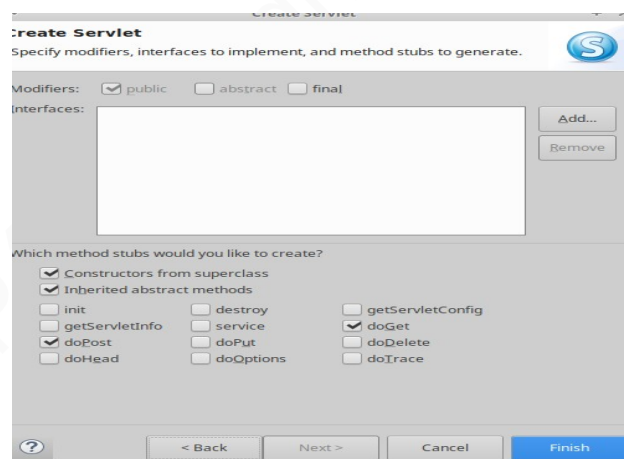 Create Servlet
Create Servlet
Specify modifiers, interfaces to implement, and method stubs to generate.
S
Modifiers: public abstract final
Interfaces:
Add...
Remove
Which method stubs would you like to create?
Constructors from superclass
Inherited abstract methods
init destroy getServletConfig
getServletInfo service doGet
doPost doPut doDelete
doHead doOptions doTrace
? < Back Next > Cancel Finish